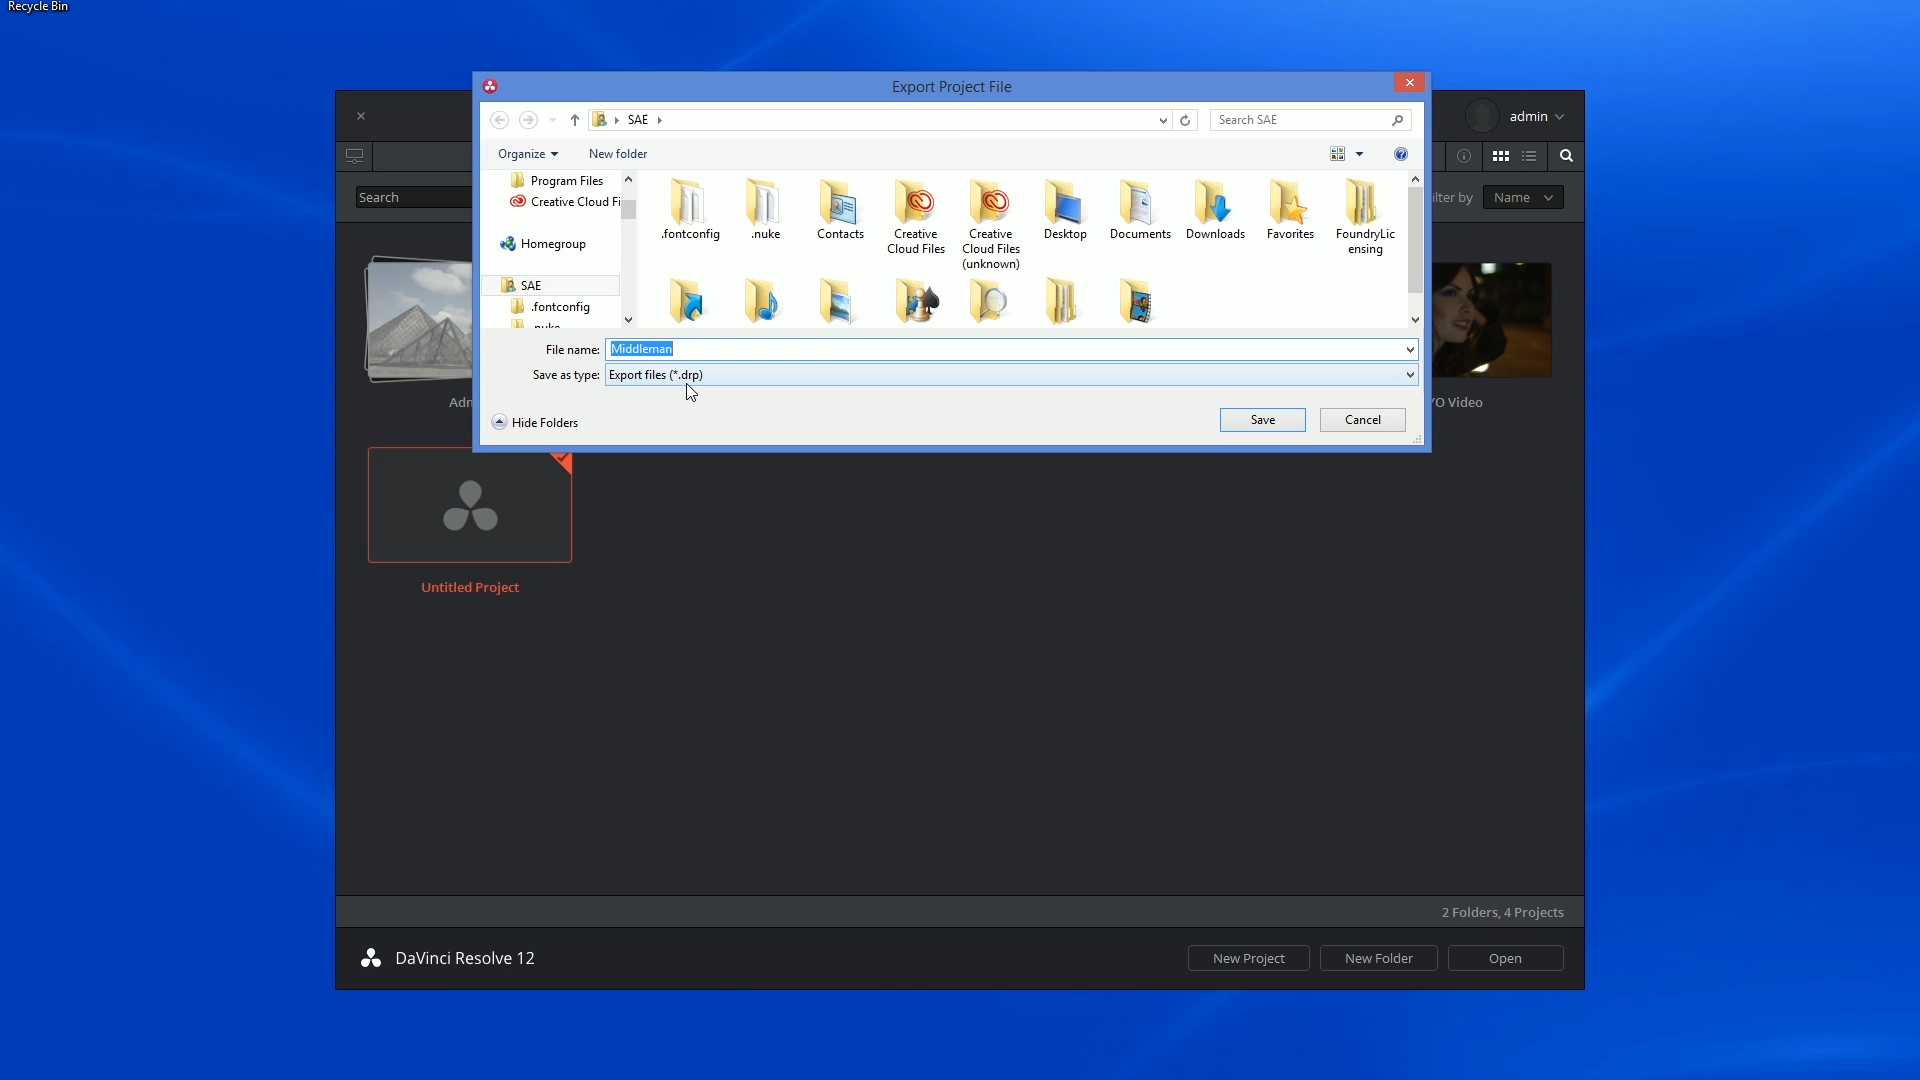 Recycle Bin
Export Project File
SAE
Search SAE
admin
Organize
New folder
Program Files
Creative Cloud Fi
Homegroup
SAE
.fontconfig
.nuke
.fontconfig
.nuke
Contacts
Creative
Cloud Files
Creative
Cloud Files
(unknown)
Desktop
Documents
Downloads
Favorites
FoundryLic
ensing
Search
ilter by
Name
File name:
Middleman
Save as type:
Export files (*.drp)
Hide Folders
Save
Cancel
Adn
O Video
Untitled Project
2 Folders, 4 Projects
DaVinci Resolve 12
New Project
New Folder
Open